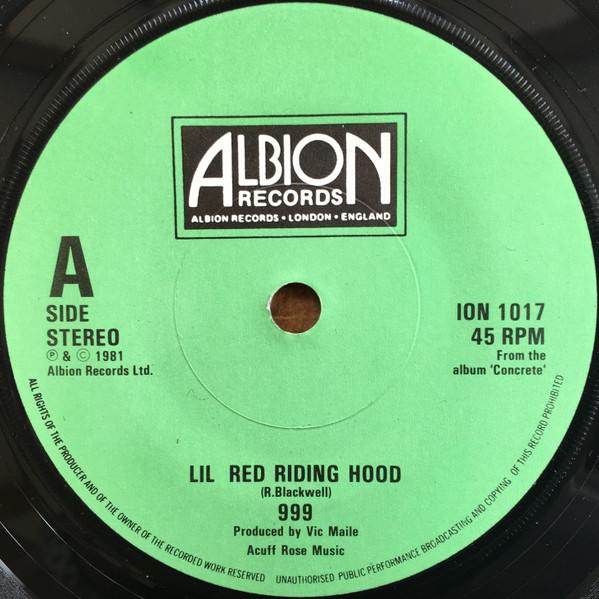 ALBION
RECORDS
ALBION RECORDS • LONDON • ENGLAND
A
SIDE
STEREO
Ⓟ & © 1981
Albion Records Ltd.
ION 1017
45 RPM
From the
album 'Concrete'
LIL RED RIDING HOOD
(R.Blackwell)
999
Produced by Vic Maile
Acuff Rose Music
ALL RIGHTS OF THE PRODUCER AND OF THE OWNER OF THE RECORDED WORK RESERVED UNAUTHORISED PUBLIC PERFORMANCE BROADCASTING AND COPYING OF THIS RECORD PROHIBITED